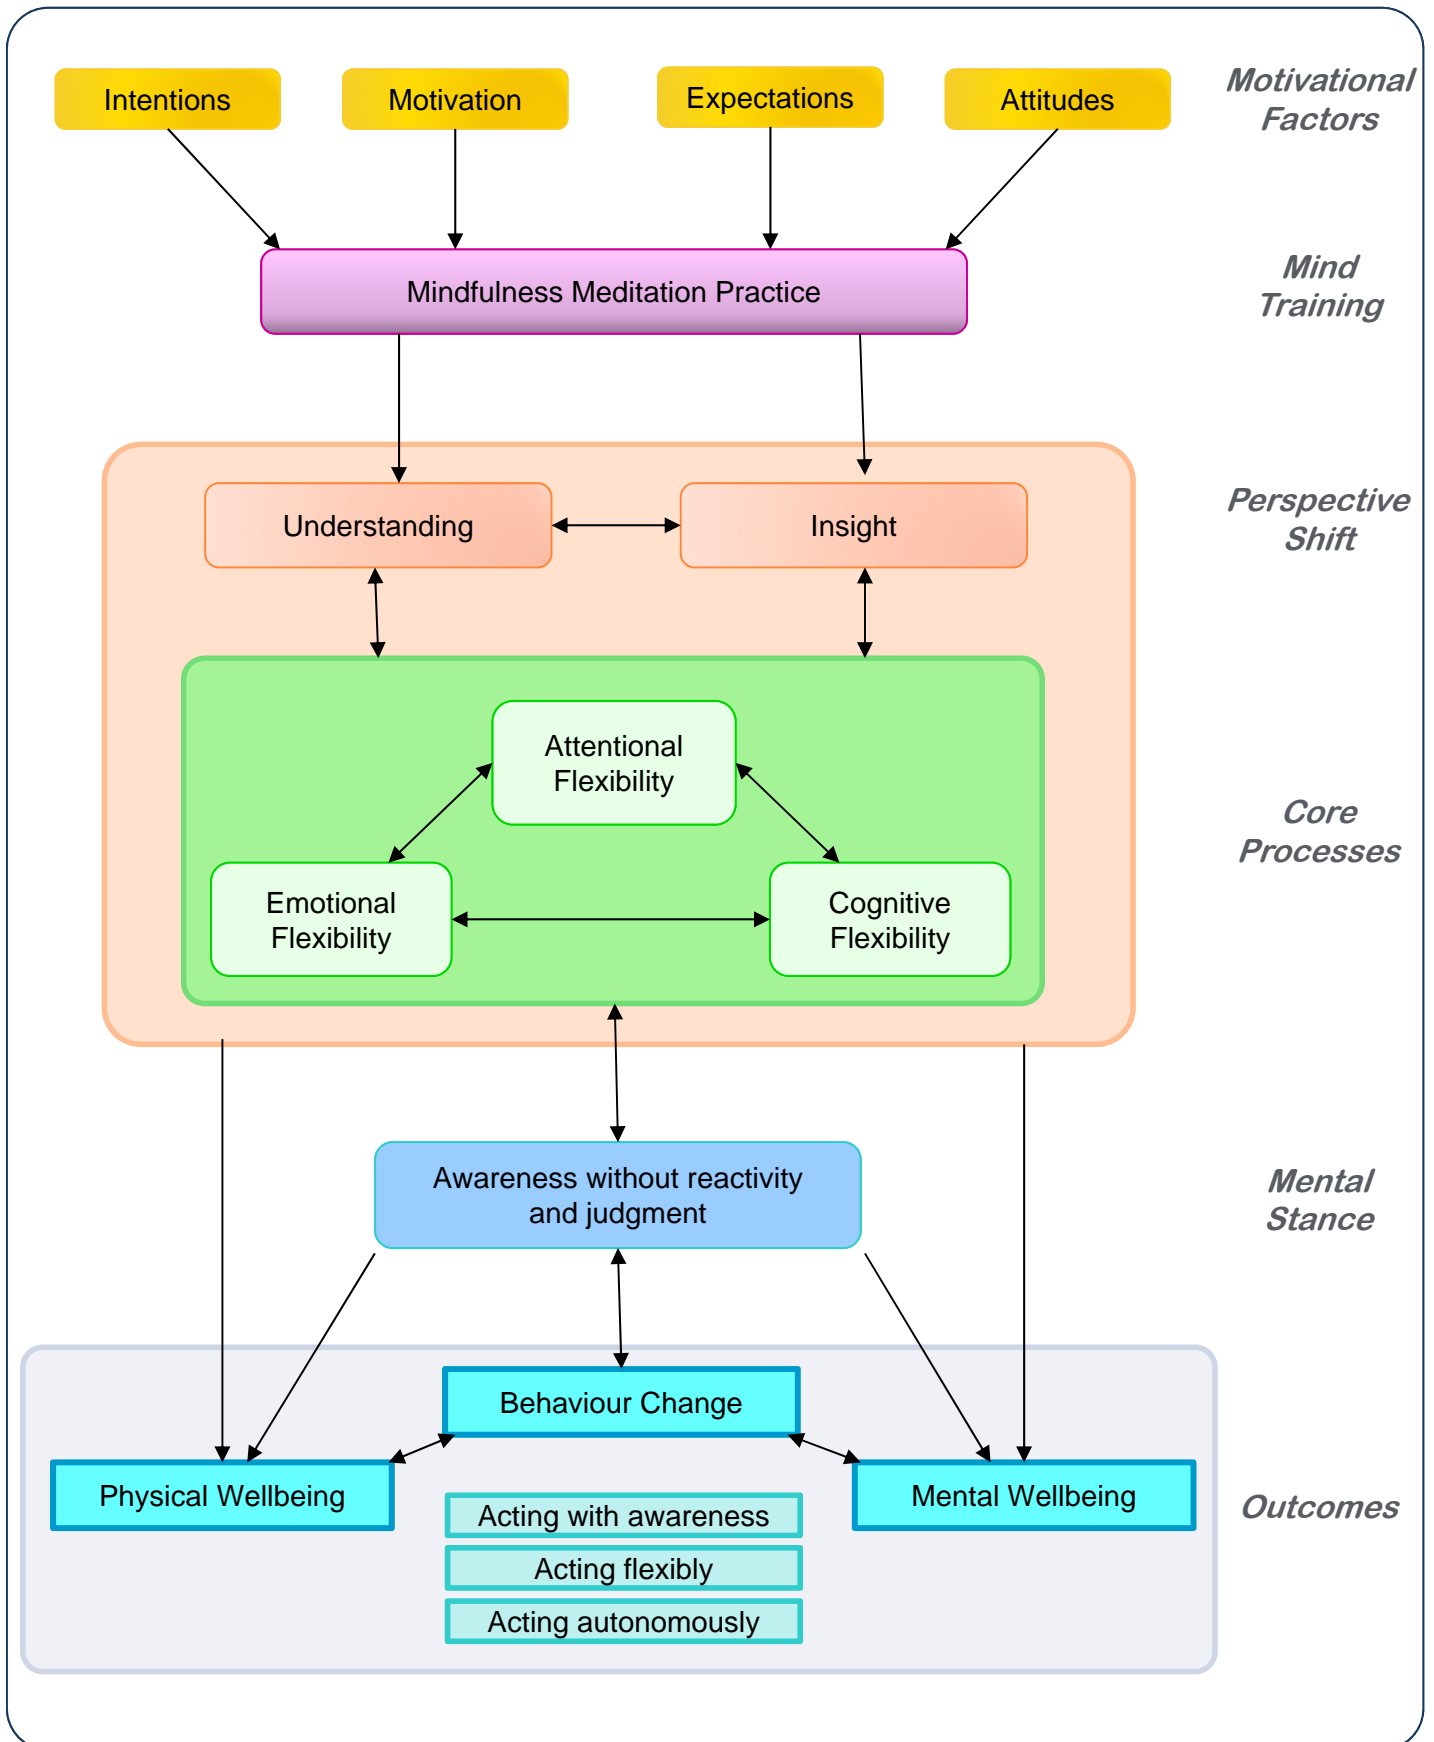 Intentions
Motivation
Expectations
Attitudes
Motivational
Factors
Mindfulness Meditation Practice
Mind
Training
Understanding
Insight
Perspective
Shift
Attentional
Flexibility
Emotional
Flexibility
Cognitive
Flexibility
Core
Processes
Awareness without reactivity
and judgment
Mental
Stance
Behaviour Change
Physical Wellbeing
Mental Wellbeing
Acting with awareness
Acting flexibly
Acting autonomously
Outcomes